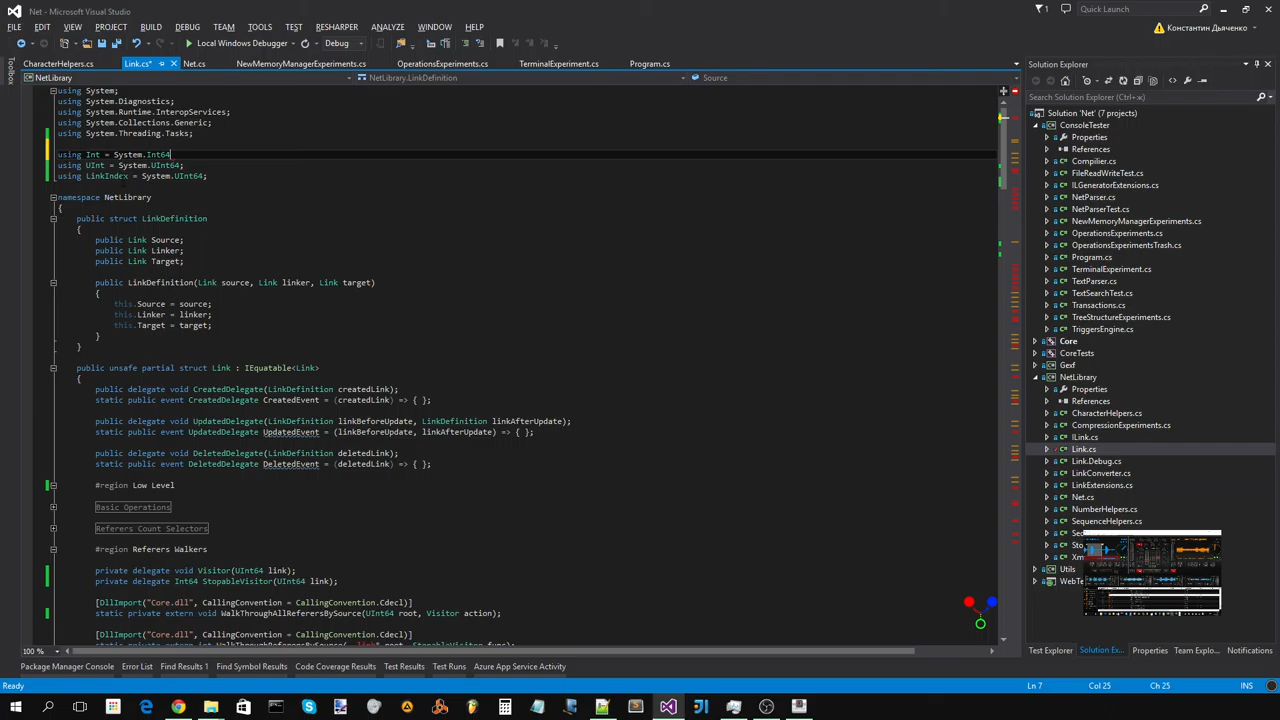 Net - Microsoft Visual Studio
Quick Launch (Ctrl+Q)
FILE EDIT VIEW PROJECT BUILD DEBUG TEAM TOOLS TEST RESHARPER ANALYZE WINDOW HELP
Константин Дьяченко
Local Windows Debugger Debug
Toolbox
CharacterHelpers.cs Link.cs* Net.cs NewMemoryManagerExperiments.cs OperationsExperiments.cs TerminalExperiment.cs Program.cs
NetLibrary NetLibrary.LinkDefinition Source
using System;
using System.Diagnostics;
using System.Runtime.InteropServices;
using System.Collections.Generic;
using System.Threading.Tasks;
using Int = System.Int64
using UInt = System.UInt64;
using LinkIndex = System.UInt64;
namespace NetLibrary
{
public struct LinkDefinition
{
public Link Source;
public Link Linker;
public Link Target;
public LinkDefinition(Link source, Link linker, Link target)
{
this.Source = source;
this.Linker = linker;
this.Target = target;
}
}
public unsafe partial struct Link : IEquatable<Link>
{
public delegate void CreatedDelegate(LinkDefinition createdLink);
static public event CreatedDelegate CreatedEvent = (createdLink) => { };
public delegate void UpdatedDelegate(LinkDefinition linkBeforeUpdate, LinkDefinition linkAfterUpdate);
static public event UpdatedDelegate UpdatedEvent = (linkBeforeUpdate, linkAfterUpdate) => { };
public delegate void DeletedDelegate(LinkDefinition deletedLink);
static public event DeletedDelegate DeletedEvent = (deletedLink) => { };
#region Low Level
Basic Operations
Referers Count Selectors
#region Referers Walkers
private delegate void Visitor(UInt64 link);
private delegate Int64 StopableVisitor(UInt64 link);
[DllImport("Core.dll", CallingConvention = CallingConvention.Cdecl)]
static private extern void WalkThroughAllReferersBySource(UInt64 root, Visitor action);
[DllImport("Core.dll", CallingConvention = CallingConvention.Cdecl)]
static private extern int WalkThroughReferersBySource( link* root, StopableVisitor func);
100 %
Solution Explorer
Search Solution Explorer (Ctrl+ж)
Solution 'Net' (7 projects)
ConsoleTester
Properties
References
Compilier.cs
FileReadWriteTest.cs
ILGeneratorExtensions.cs
NetParser.cs
NetParserTest.cs
NewMemoryManagerExperiments.cs
OperationsExperiments.cs
OperationsExperimentsTrash.cs
Program.cs
TerminalExperiment.cs
TextParser.cs
TextSearchTest.cs
Transactions.cs
TreeStructureExperiments.cs
TriggersEngine.cs
Core
CoreTests
Gexf
NetLibrary
Properties
References
CharacterHelpers.cs
CompressionExperiments.cs
ILink.cs
Link.cs
Link.Debug.cs
LinkConverter.cs
LinkExtensions.cs
Net.cs
NumberHelpers.cs
SequenceHelpers.cs
Utils
Test Explorer Solution Ex... Properties Team Explo... Notifications
Package Manager Console Error List Find Results 1 Find Symbol Results Code Coverage Results Test Results Test Runs Azure App Service Activity
Ready Ln 7 Col 25 Ch 25 INS